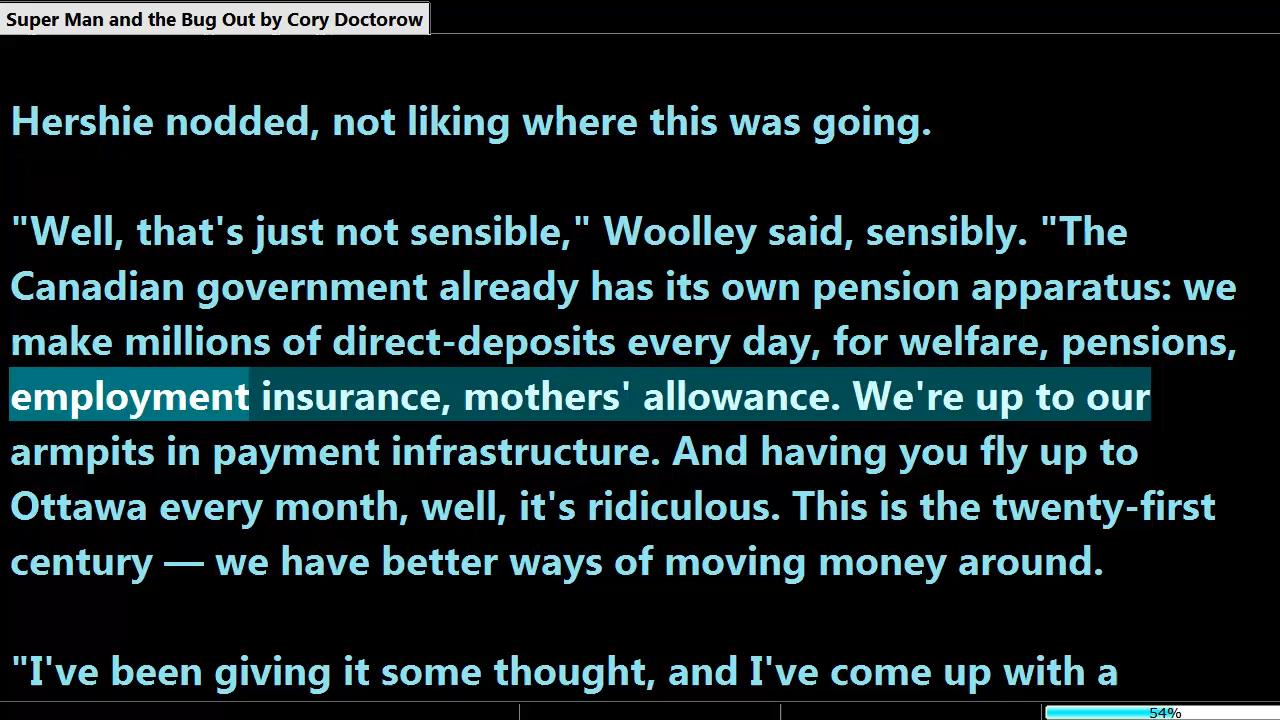 Super Man and the Bug Out by Cory Doctorow
Hershie nodded, not liking where this was going.
"Well, that's just not sensible," Woolley said, sensibly. "The
Canadian government already has its own pension apparatus: we
make millions of direct-deposits every day, for welfare, pensions,
employment insurance, mothers' allowance. We're up to our
armpits in payment infrastructure. And having you fly up to
Ottawa every month, well, it's ridiculous. This is the twenty-first
century — we have better ways of moving money around.
"I've been giving it some thought, and I've come up with a
54%